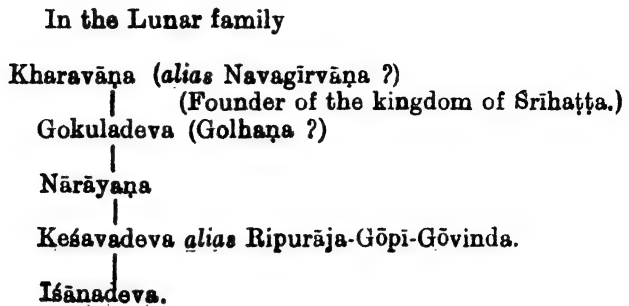 In the Lunar family
Kharavāṇa (alias Navagīrvāṇa ?)
(Founder of the kingdom of Śrīhaṭṭa.)
Gokuladeva (Golhaṇa ?)
Nārāyaṇa
Keśavadeva alias Ripurāja-Gōpī-Gōvinda.
Iśānadeva.